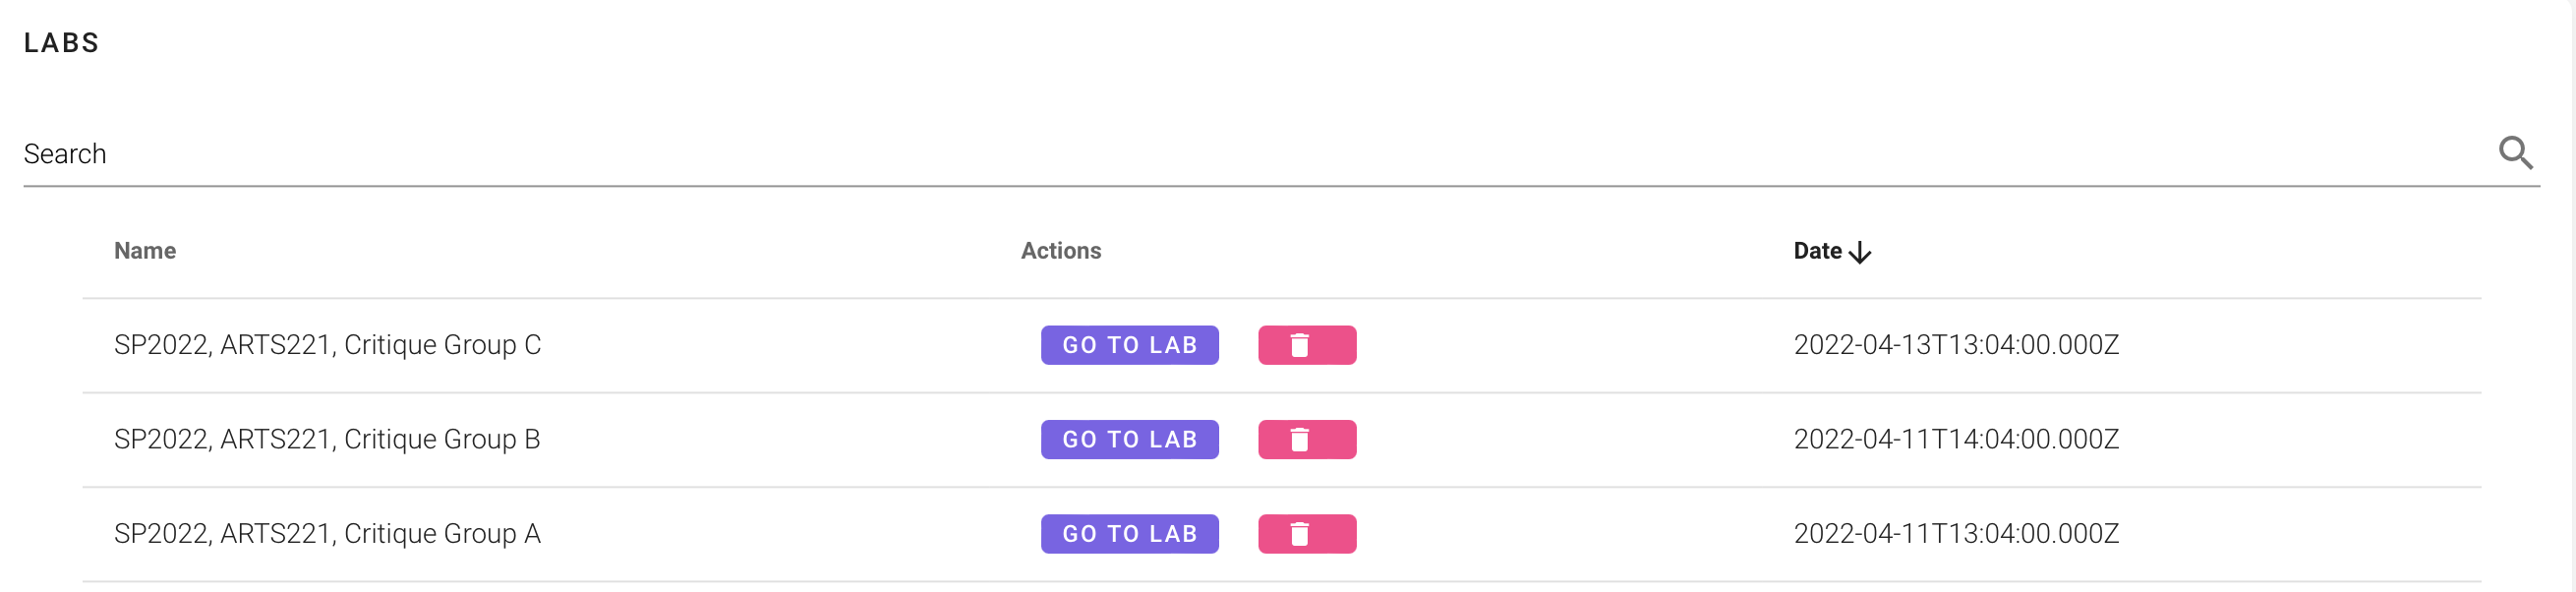 LABS
Search
Name Actions Date
SP2022, ARTS221, Critique Group C GO TO LAB 2022-04-13T13:04:00.000Z
SP2022, ARTS221, Critique Group B GO TO LAB 2022-04-11T14:04:00.000Z
SP2022, ARTS221, Critique Group A GO TO LAB 2022-04-11T13:04:00.000Z